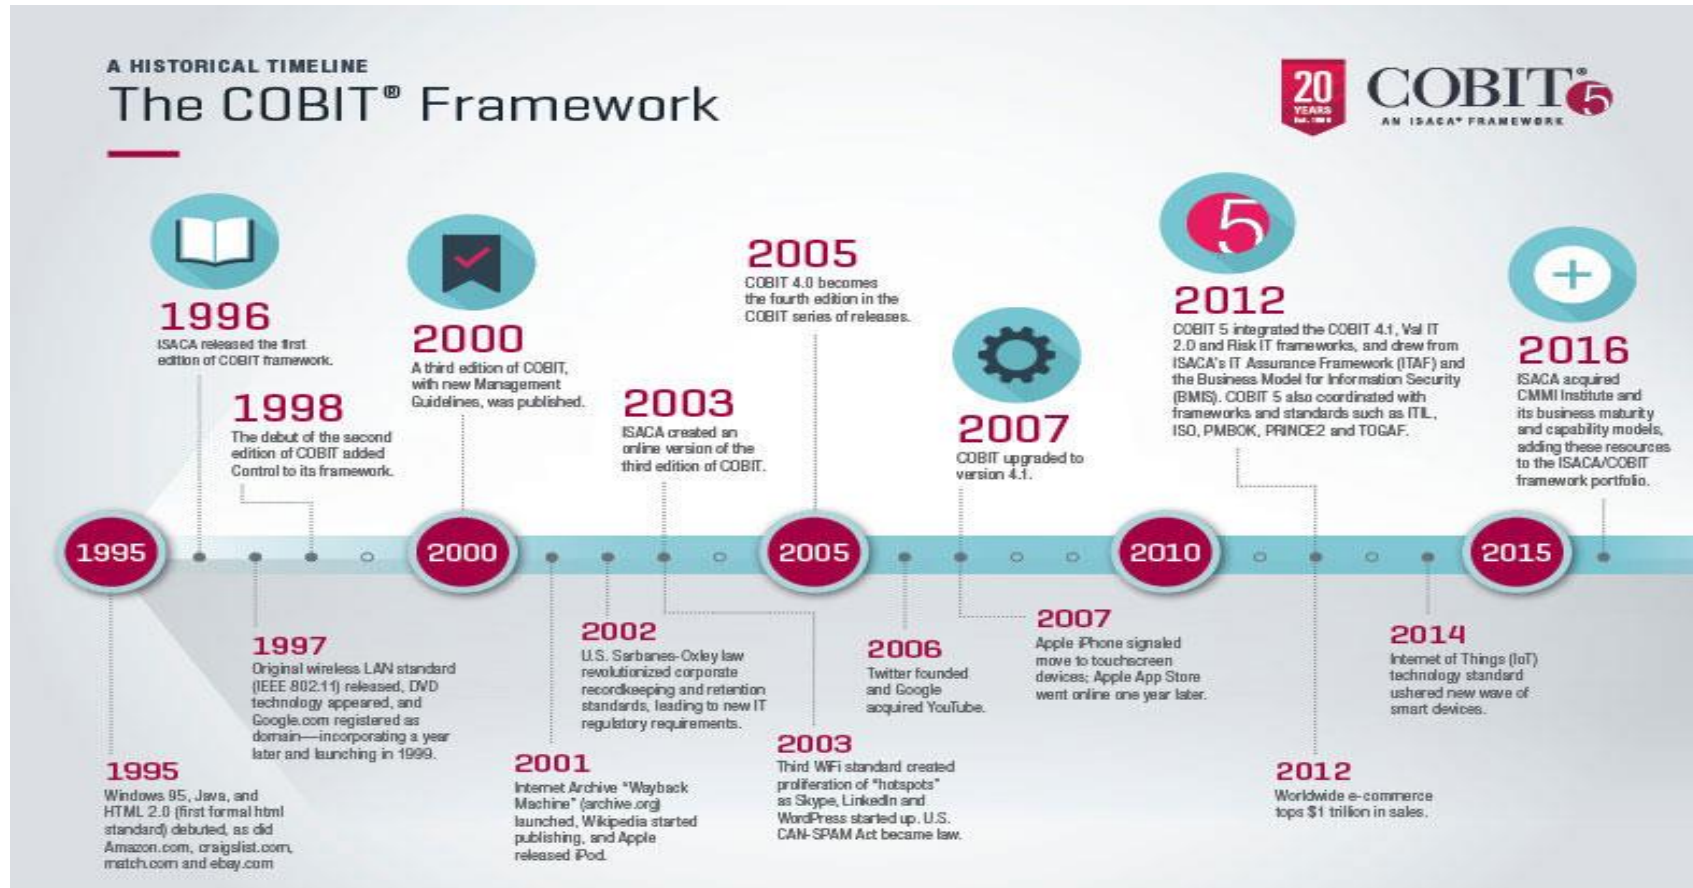 A HISTORICAL TIMELINE
The COBIT® Framework
20
YEARS
COBIT® 5
AN ISACA® FRAMEWORK
5
1996
ISACA released the first
edition of COBIT framework.
1998
The debut of the second
edition of COBIT added
Control to its framework.
2000
A third edition of COBIT,
with new Management
Guidelines, was published.
2003
ISACA created an
online version of the
third edition of COBIT.
2005
COBIT 4.0 becomes
the fourth edition in the
COBIT series of releases.
2007
COBIT upgraded to
version 4.1.
2012
COBIT 5 integrated the COBIT 4.1, Val IT
2.0 and Risk IT frameworks, and drew from
ISACA's IT Assurance Framework (ITAF) and
the Business Model for Information Security
(BMIS). COBIT 5 also coordinated with
frameworks and standards such as ITIL,
ISO, PMBOK, PRINCE2 and TOGAF.
2016
ISACA acquired
CMMI Institute and
its business maturity
and capability models,
adding these resources
to the ISACA/COBIT
framework portfolio.
1995
2000
2005
2010
2015
1995
Windows 95, Java, and
HTML 2.0 (first formal html
standard) debuted, as did
Amazon.com, craigslist.com,
match.com and ebay.com
1997
Original wireless LAN standard
(IEEE 802.11) released, DVD
technology appeared, and
Google.com registered as
domain—incorporating a year
later and launching in 1999.
2001
Internet Archive "Wayback
Machine" (archive.org)
launched, Wikipedia started
publishing, and Apple
released iPod.
2002
U.S. Sarbanes-Oxley law
revolutionized corporate
recordkeeping and retention
standards, leading to new IT
regulatory requirements.
2003
Third WiFi standard created
proliferation of "hotspots"
as Skype, LinkedIn and
WordPress started up. U.S.
CAN-SPAM Act became law.
2006
Twitter founded
and Google
acquired YouTube.
2007
Apple iPhone signaled
move to touchscreen
devices; Apple App Store
went online one year later.
2012
Worldwide e-commerce
tops $1 trillion in sales.
2014
Internet of Things (IoT)
technology standard
ushered new wave of
smart devices.